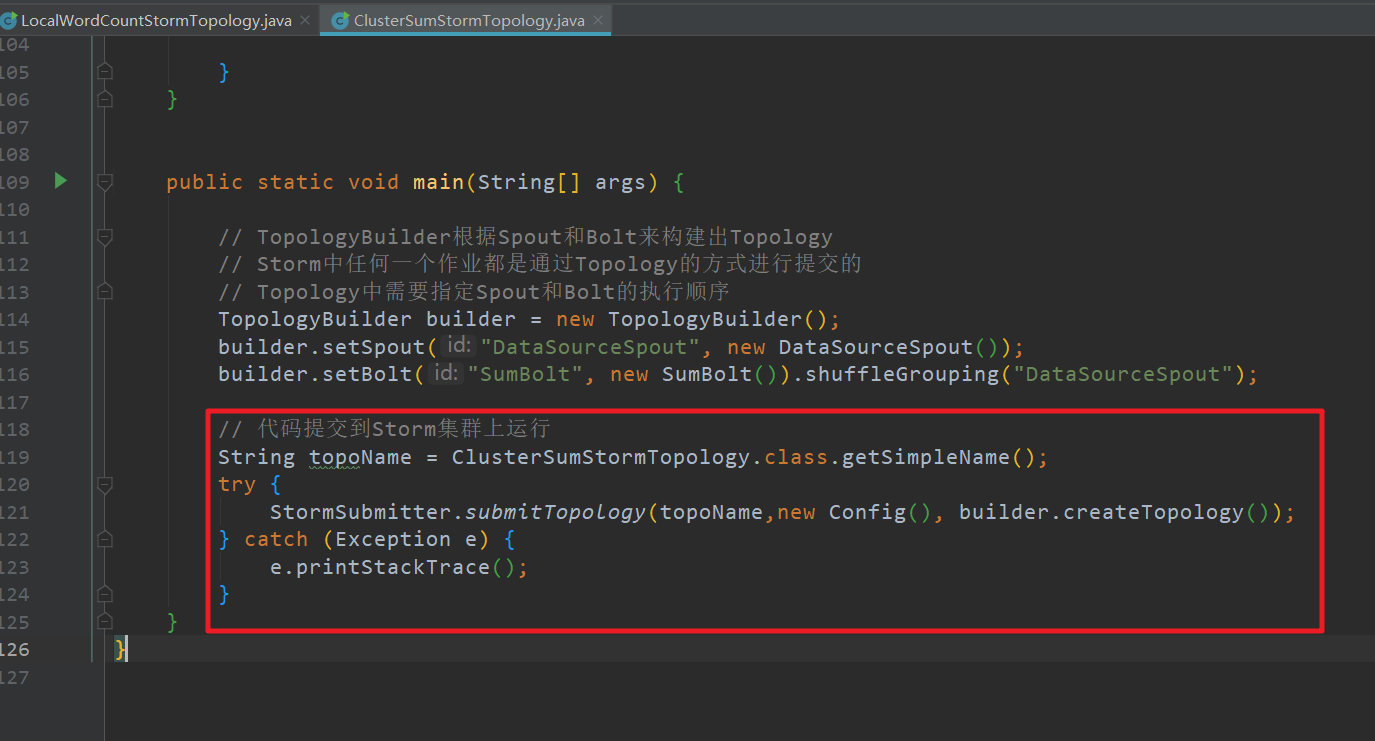 LocalWordCountStormTopology.java ClusterSumStormTopology.java
104
105 }
106 }
107
108
109 public static void main(String[] args) {
110
111 // TopologyBuilder根据Spout和Bolt来构建出Topology
112 // Storm中任何一个作业都是通过Topology的方式进行提交的
113 // Topology中需要指定Spout和Bolt的执行顺序
114 TopologyBuilder builder = new TopologyBuilder();
115 builder.setSpout( id: "DataSourceSpout", new DataSourceSpout());
116 builder.setBolt( id: "SumBolt", new SumBolt()).shuffleGrouping("DataSourceSpout");
117
118 // 代码提交到Storm集群上运行
119 String topoName = ClusterSumStormTopology.class.getSimpleName();
120 try {
121 StormSubmitter.submitTopology(topoName,new Config(), builder.createTopology());
122 } catch (Exception e) {
123 e.printStackTrace();
124 }
125 }
126 }
127